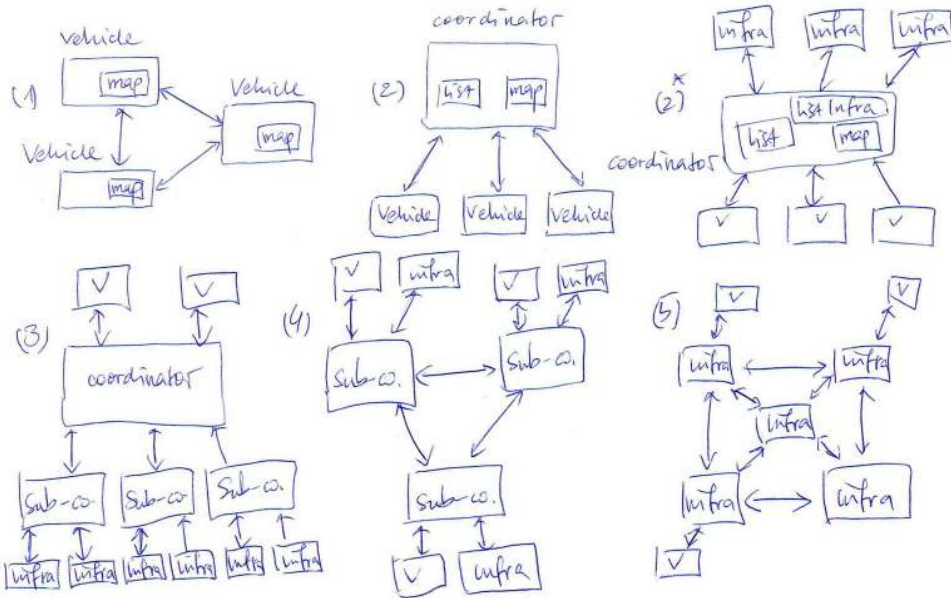 (1)
vehicle
map
vehicle
map
vehicle
map
(2)
coordinator
list map
vehicle vehicle vehicle
(2)*
infra infra infra
list infra
list map
coordinator
V V V
(3)
V V
coordinator
Sub-co. Sub-co. Sub-co.
infra infra infra infra infra infra
(4)
V infra V infra
Sub-co. Sub-co.
Sub-co.
V infra
(5)
V V
infra infra
infra
infra infra
V